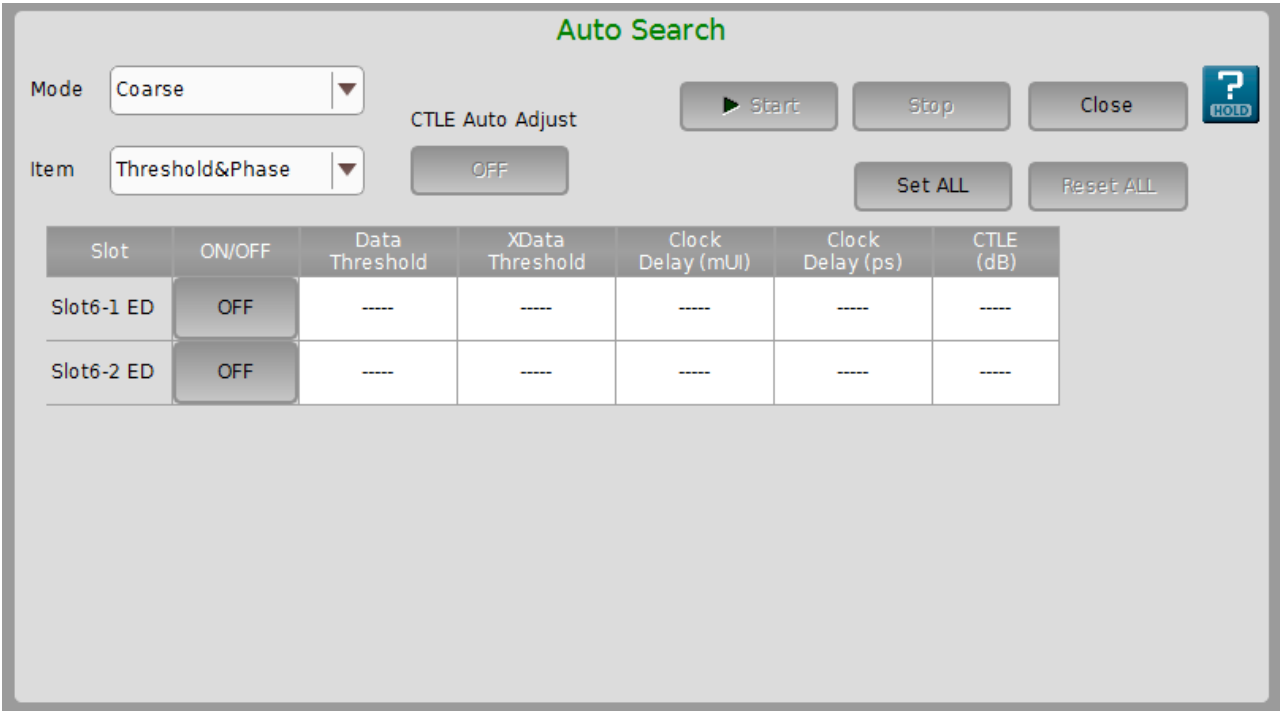 Auto Search
Mode Coarse
CTLE Auto Adjust
Start Stop Close
HOLD
Item Threshold&Phase
OFF
Set ALL Reset ALL
Slot ON/OFF Data Threshold XData Threshold Clock Delay (mUI) Clock Delay (ps) CTLE (dB)
Slot6-1 ED OFF ----- ----- ----- ----- -----
Slot6-2 ED OFF ----- ----- ----- ----- -----